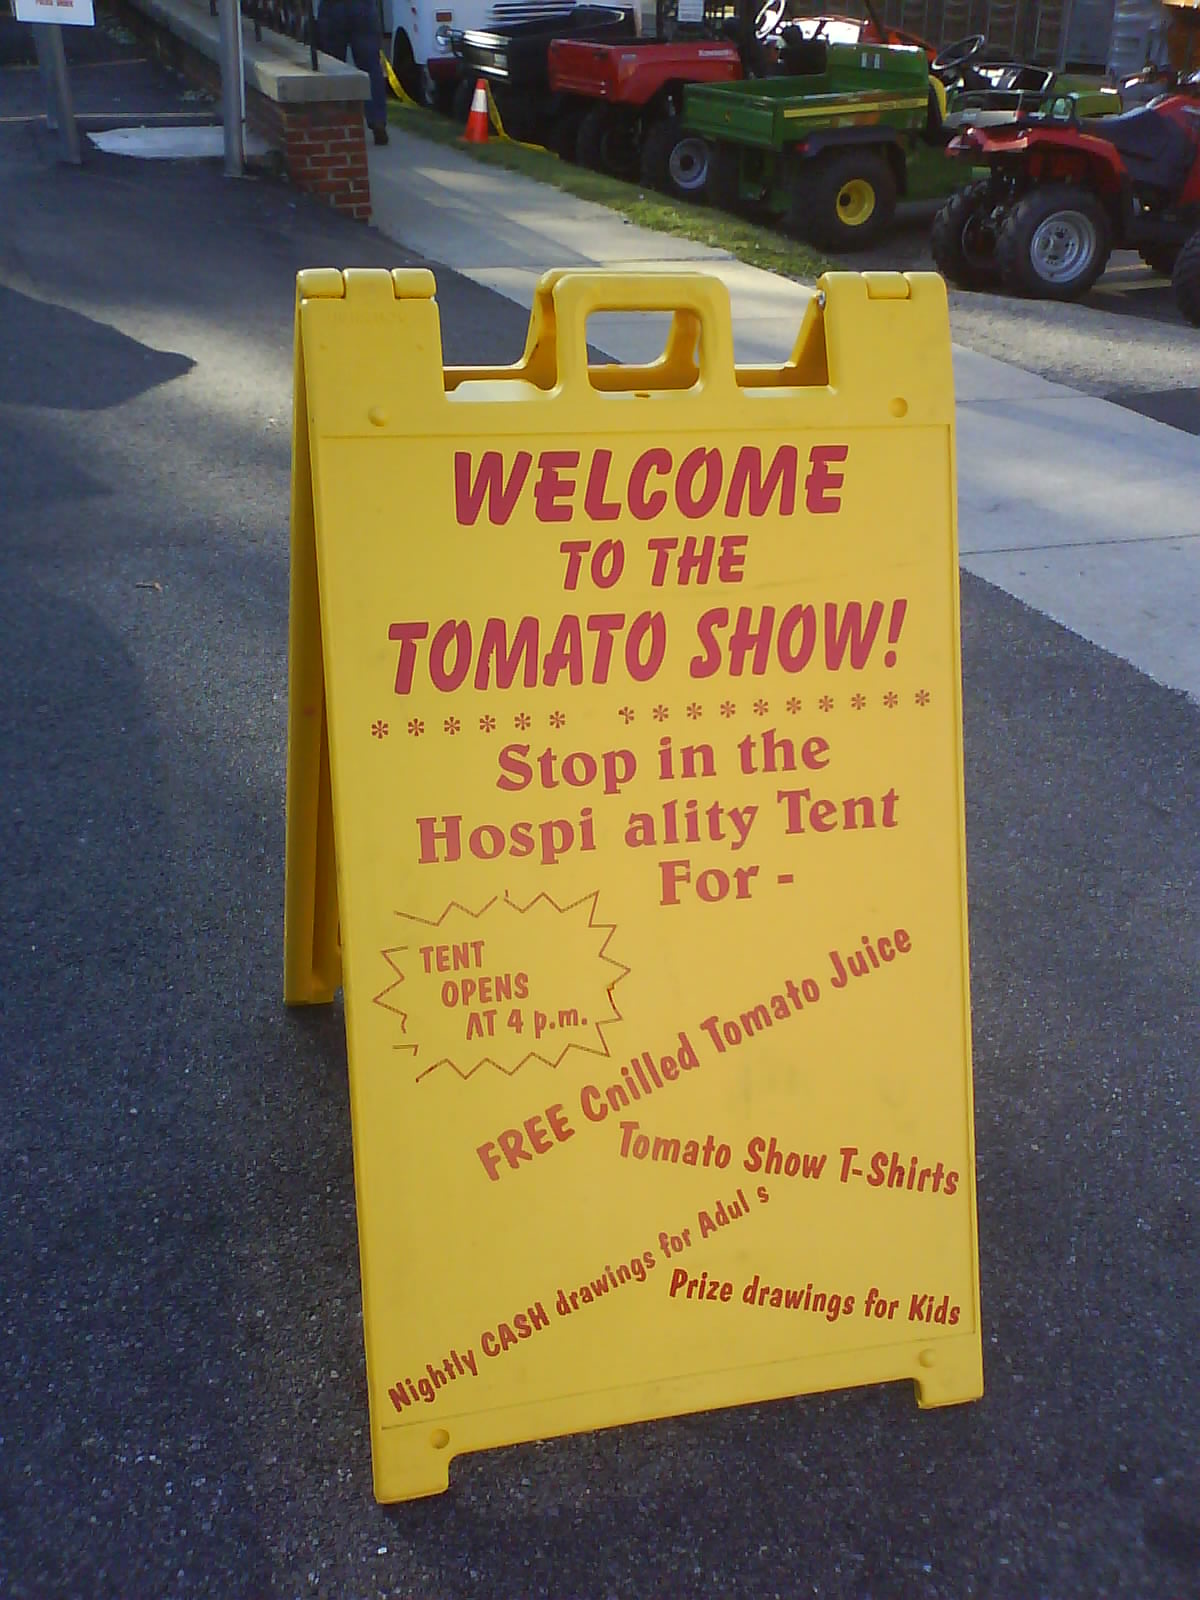 WELCOME
TO THE
TOMATO SHOW!
* * * * * * * * * * * * * * * *
Stop in the
Hospi ality Tent
For -
TENT
OPENS
AT 4 p.m.
FREE Cnilled Tomato Juice
Tomato Show T-Shirts
Nightly CASH drawings for Adul s
Prize drawings for Kids